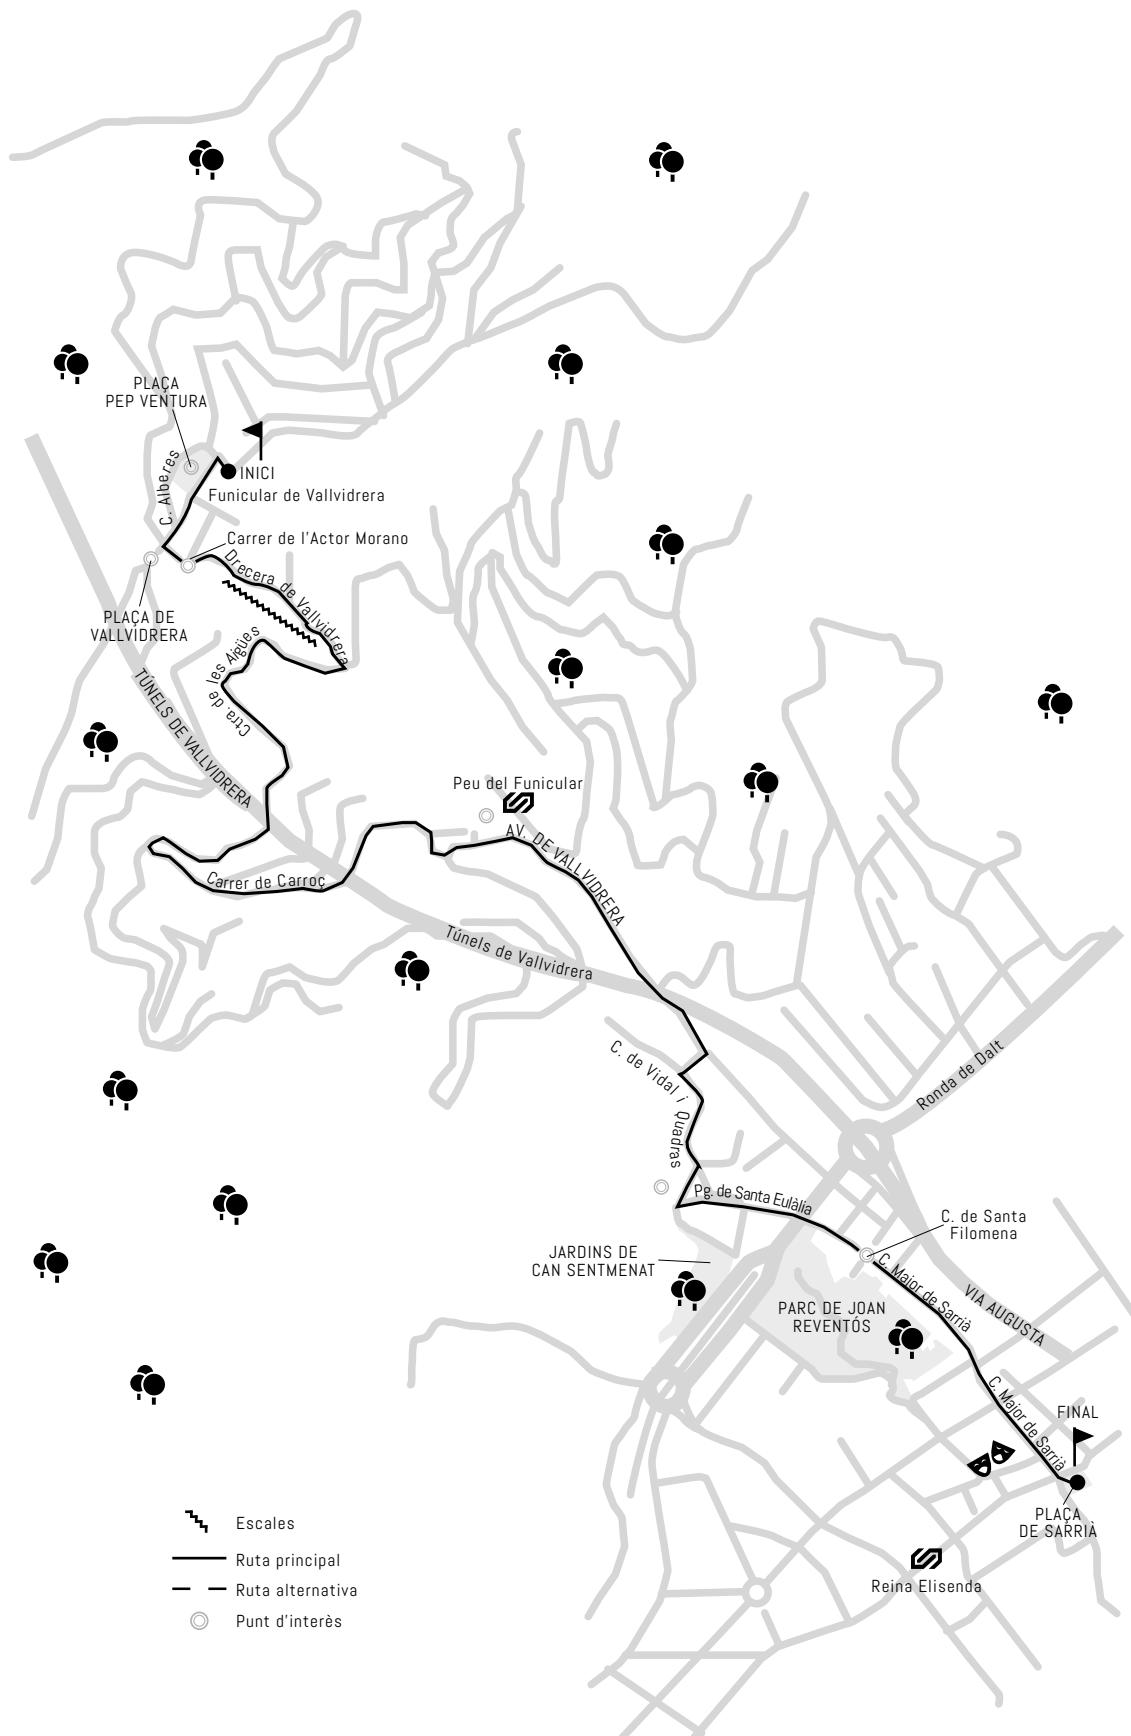 PLAÇA
PEP VENTURA
C. Alberes
INICI
Funicular de Vallvidrera
Carrer de l'Actor Morano
Drecera de Vallvidrera
PLAÇA DE
VALLVIDRERA
Ctra. de les Aigües
TÚNELS DE VALLVIDRERA
Peu del Funicular
AV. DE VALLVIDRERA
Carrer de Carroç
Túnels de Vallvidrera
C. de Vidal i Quadras
Ronda de Dalt
Pg. de Santa Eulàlia
C. de Santa
Filomena
JARDINS DE
CAN SENTMENAT
C. Major de Sarrià
VIA AUGUSTA
PARC DE JOAN
REVENTÓS
C. Major de Sarrià
FINAL
PLAÇA
DE SARRIÀ
Reina Elisenda
Escales
Ruta principal
Ruta alternativa
Punt d'interès